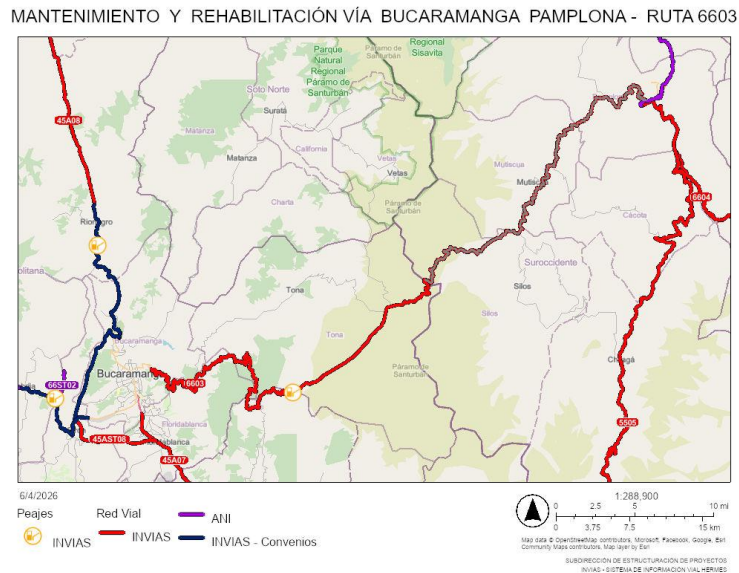 MANTENIMIENTO Y REHABILITACIÓN VÍA BUCARAMANGA PAMPLONA - RUTA 6603
Parque
Natural
Regional
Páramo de
Santurbán
Páramo de
Santurbán
Regional
Sisavita
Soto Norte
Suratá
45A08
Matanza
California
Matanza
Vetas
Vetas
Mutiscua
Mutiscua
Charta
Páramo de
Santurbán
6604
Cácota
Rionegro
Suroccidente
Tona
Silos
Silos
Tona
Bucaramanga
Bucaramanga
Páramo de
Santurbán
6603
66ST02
Floridablanca
5505
45AST08
45A07
6/4/2026
Peajes
INVIAS
Red Vial
INVIAS
ANI
INVIAS - Convenios
1:288,900
0 2.5 5 10 mi
0 3.75 7.5 15 km
Map data © OpenStreetMap contributors, Microsoft, Facebook, Google, Esri
Community Maps contributors, Map layer by Esri
SUBDIRECCIÓN DE ESTRUCTURACIÓN DE PROYECTOS
INVIAS - SISTEMA DE INFORMACIÓN VIAL HERMES